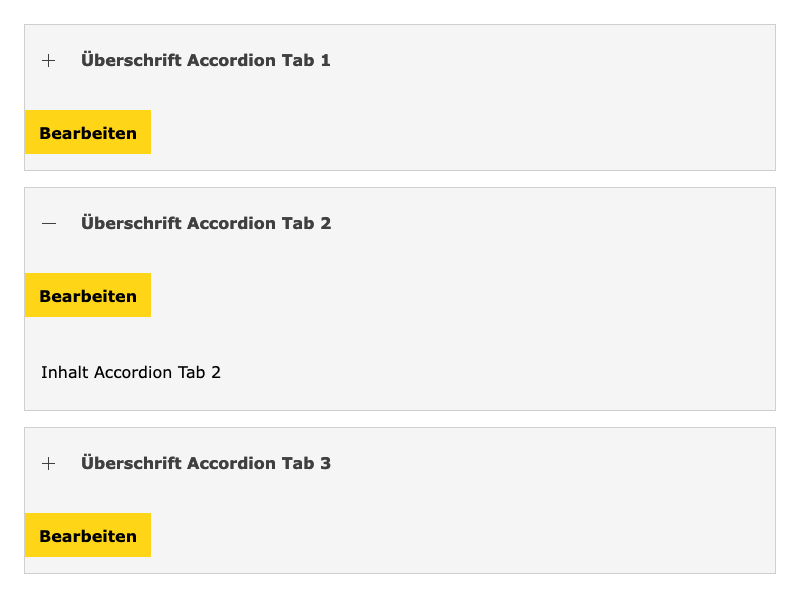 Überschrift Accordion Tab 1
Bearbeiten
Überschrift Accordion Tab 2
Bearbeiten
Inhalt Accordion Tab 2
Überschrift Accordion Tab 3
Bearbeiten